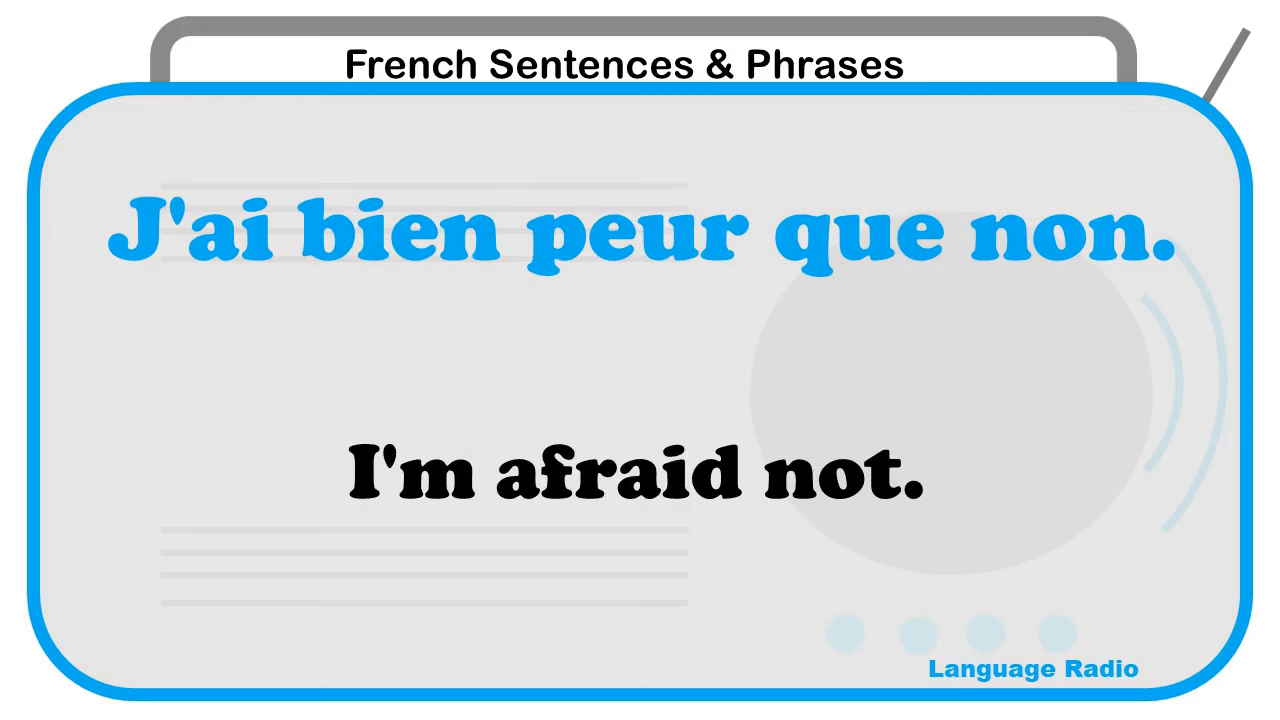 French Sentences & Phrases
J'ai bien peur que non.
I'm afraid not.
Language Radio